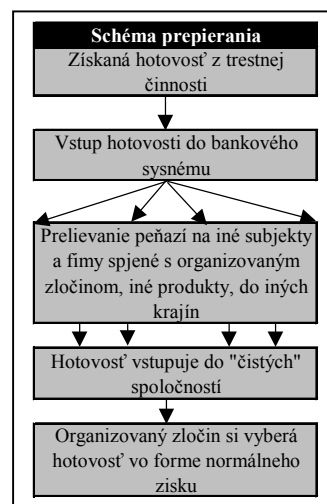 Schéma prepierania
Získaná hotovosť z trestnej
činnosti
Vstup hotovosti do bankového
sysnému
Prelievanie peňazí na iné subjekty
a fimy spjené s organizovaným
zločinom, iné produkty, do iných
krajín
Hotovosť vstupuje do "čistých"
spoločností
Organizovaný zločin si vyberá
hotovosť vo forme normálneho
zisku